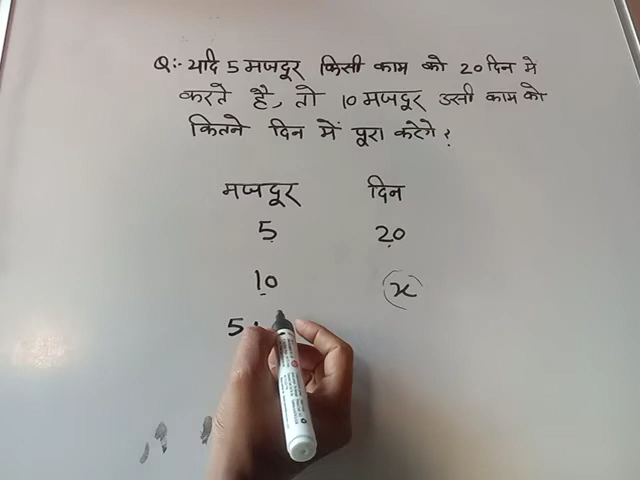 Q:- यदि 5 मजदूर किसी काम को 20 दिन मे
करते है, तो 10 मजदूर उसी काम को
कितने दिन में पूरा करेगे?
मजदूर दिन
5 20
10 x
5